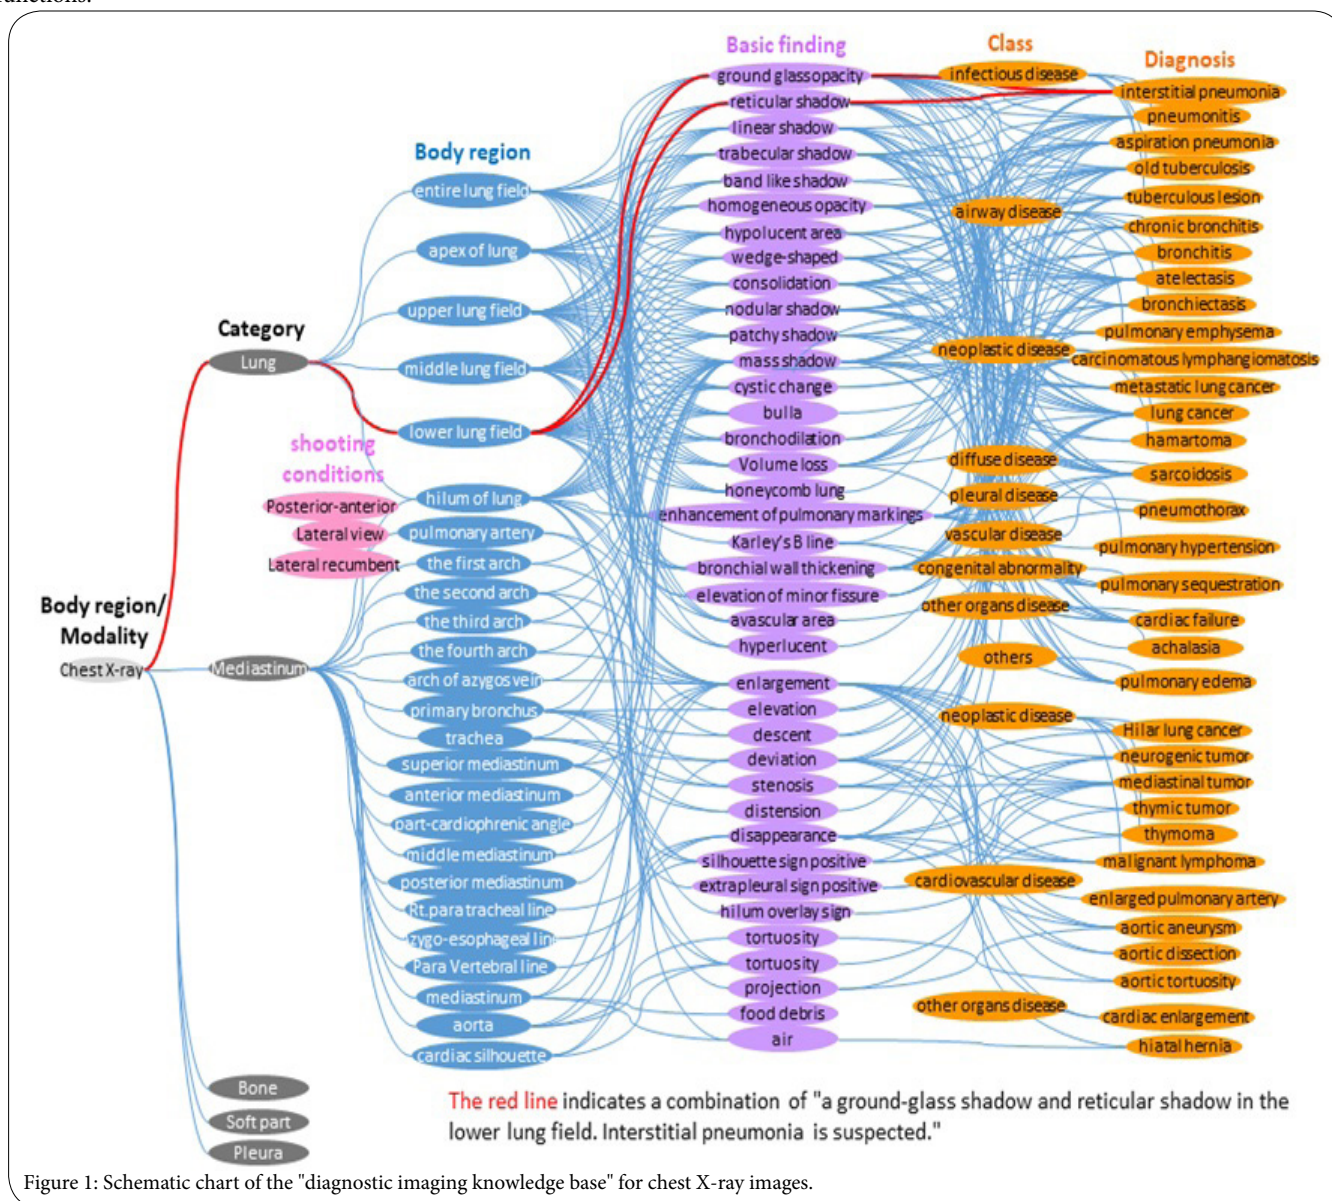 functions.
Basic finding
Class
Diagnosis
ground glassopacity
infectious disease
interstitial pneumonia
reticular shadow
pneumonitis
linear shadow
aspiration pneumonia
trabecular shadow
old tuberculosis
band like shadow
tuberculous lesion
homogeneous opacity
airway disease
chronic bronchitis
hypolucent area
bronchitis
wedge-shaped
atelectasis
consolidation
bronchiectasis
nodular shadow
pulmonary emphysema
patchy shadow
neoplastic disease
carcinomatous lymphangiomatosis
mass shadow
metastatic lung cancer
cystic change
lung cancer
bulla
hamartoma
bronchodilation
diffuse disease
sarcoidosis
Volume loss
pleural disease
pneumothorax
honeycomb lung
enhancement of pulmonary markings
vascular disease
pulmonary hypertension
Karley's B line
congenital abnormality
pulmonary sequestration
bronchial wall thickening
other organs disease
cardiac failure
elevation of minor fissure
achalasia
avascular area
others
pulmonary edema
hyperlucent
enlargement
neoplastic disease
Hilar lung cancer
elevation
neurogenic tumor
descent
mediastinal tumor
deviation
thymic tumor
stenosis
thymoma
distension
malignant lymphoma
disappearance
silhouette sign positive
cardiovascular disease
enlarged pulmonary artery
extrapleural sign positive
aortic aneurysm
hilum overlay sign
aortic dissection
tortuosity
aortic tortuosity
tortuosity
projection
other organs disease
cardiac enlargement
food debris
hiatal hernia
air
Body region
entire lung field
apex of lung
upper lung field
middle lung field
lower lung field
hilum of lung
pulmonary artery
the first arch
the second arch
the third arch
the fourth arch
arch of azygos vein
primary bronchus
trachea
superior mediastinum
anterior mediastinum
part-cardiophrenic angle
middle mediastinum
posterior mediastinum
Rt.para tracheal line
zygo-esophageal line
Para Vertebral line
mediastinum
aorta
cardiac silhouette
Category
Lung
shooting
conditions
Posterior-anterior
Lateral view
Lateral recumbent
Body region/
Modality
Chest X-ray
Mediastinum
Bone
Soft part
Pleura
The red line indicates a combination of "a ground-glass shadow and reticular shadow in the
lower lung field. Interstitial pneumonia is suspected."
Figure 1: Schematic chart of the "diagnostic imaging knowledge base" for chest X-ray images.